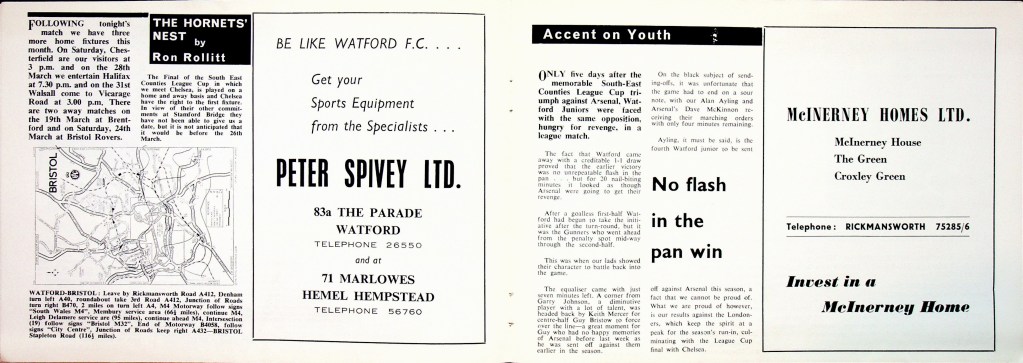 FOLLOWING tonight's
match we have three
more home fixtures this
month. On Saturday, Ches-
terfield are our visitors at
3 p.m. and on the 28th
March we entertain Halifax
at 7.30 p.m. and on the 31st
Walsall come to Vicarage
Road at 3.00 p.m. There
are two away matches on
the 19th March at Brent-
ford and on Saturday, 24th
March at Bristol Rovers.
THE HORNETS'
NEST
by
Ron Rollitt
The Final of the South East
Counties League Cup in which
we meet Chelsea, is played on a
home and away basis and Chelsea
have the right to the first fixture.
In view of their other commit-
ments at Stamford Bridge they
have not been able to give us a
date, but it is not anticipated that
it would be before the 26th
March.
BRISTOL
WATFORD-BRISTOL: Leave by Rickmansworth Road A412, Denham
turn left A40, roundabout take 3rd Road A412, Junction of Roads
turn right B470, 2 miles on turn left A4, M4 Motorway follow signs
"South Wales M4", Membury service area (66½ miles), continue M4,
Leigh Delamere service are (95 miles), continue ahead M4, Intersection
(19) follow signs "Bristol M32", End of Motorway B4058, follow
signs "City Centre", Junction of Roads keep right A432—BRISTOL
Stapleton Road (116½ miles).
BE LIKE WATFORD F.C. . . .
Get your
Sports Equipment
from the Specialists . . .
PETER SPIVEY LTD.
83a THE PARADE
WATFORD
TELEPHONE 26550
and at
71 MARLOWES
HEMEL HEMPSTEAD
TELEPHONE 56760
Accent on Youth
ONLY five days after the
memorable South-East
Counties League Cup tri-
umph against Arsenal, Wat-
ford Juniors were faced
with the same opposition,
hungry for revenge, in a
league match.
The fact that Watford came
away with a creditable 1-1 draw
proved that the earlier victory
was no unrepeatable flash in the
pan . . . but for 20 nail-biting
minutes it looked as though
Arsenal were going to get their
revenge.
After a goalless first-half Wat-
ford had begun to take the initi-
ative after the turn-round, but it
was the Gunners who went ahead
from the penalty spot mid-way
through the second-half.
This was when our lads showed
their character to battle back into
the game.
The equaliser came with just
seven minutes left. A corner from
Garry Johnson, a diminutive
player with a lot of talent, was
headed back by Keith Mercer for
centre-half Guy Bristow to force
over the line—a great moment for
Guy who had no happy memories
of Arsenal before last week as
he was sent off against them
earlier in the season.
On the black subject of send-
ing-offs, it was unfortunate that
the game had to end on a sour
note, with our Alan Ayling and
Arsenal's Dave McKinnon re-
ceiving their marching orders
with only four minutes remaining.
Ayling, it must be said, is the
fourth Watford junior to be sent
No flash
in the
pan win
off against Arsenal this season, a
fact that we cannot be proud of.
What we are proud of however,
is our results against the London-
ers, which keep the spirit at a
peak for the season's run-in, cul-
minating with the League Cup
final with Chelsea.
McINERNEY HOMES LTD.
McInerney House
The Green
Croxley Green
Telephone: RICKMANSWORTH 75285/6
Invest in a
McInerney Home